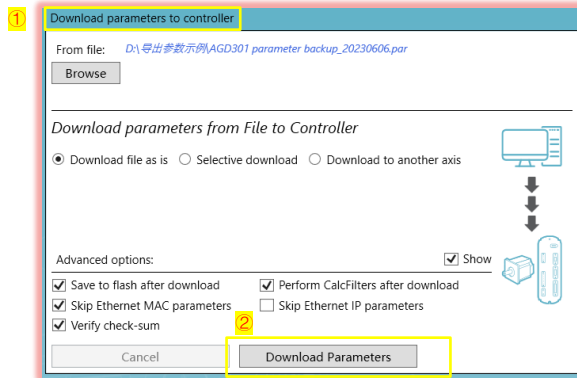 ① Download parameters to controller
From file: D:\导出参数示例\AGD301 parameter backup_20230606.par
Browse
Download parameters from File to Controller
Download file as is Selective download Download to another axis
Advanced options: Show
Save to flash after download Perform CalcFilters after download
Skip Ethernet MAC parameters Skip Ethernet IP parameters
Verify check-sum ②
Cancel Download Parameters